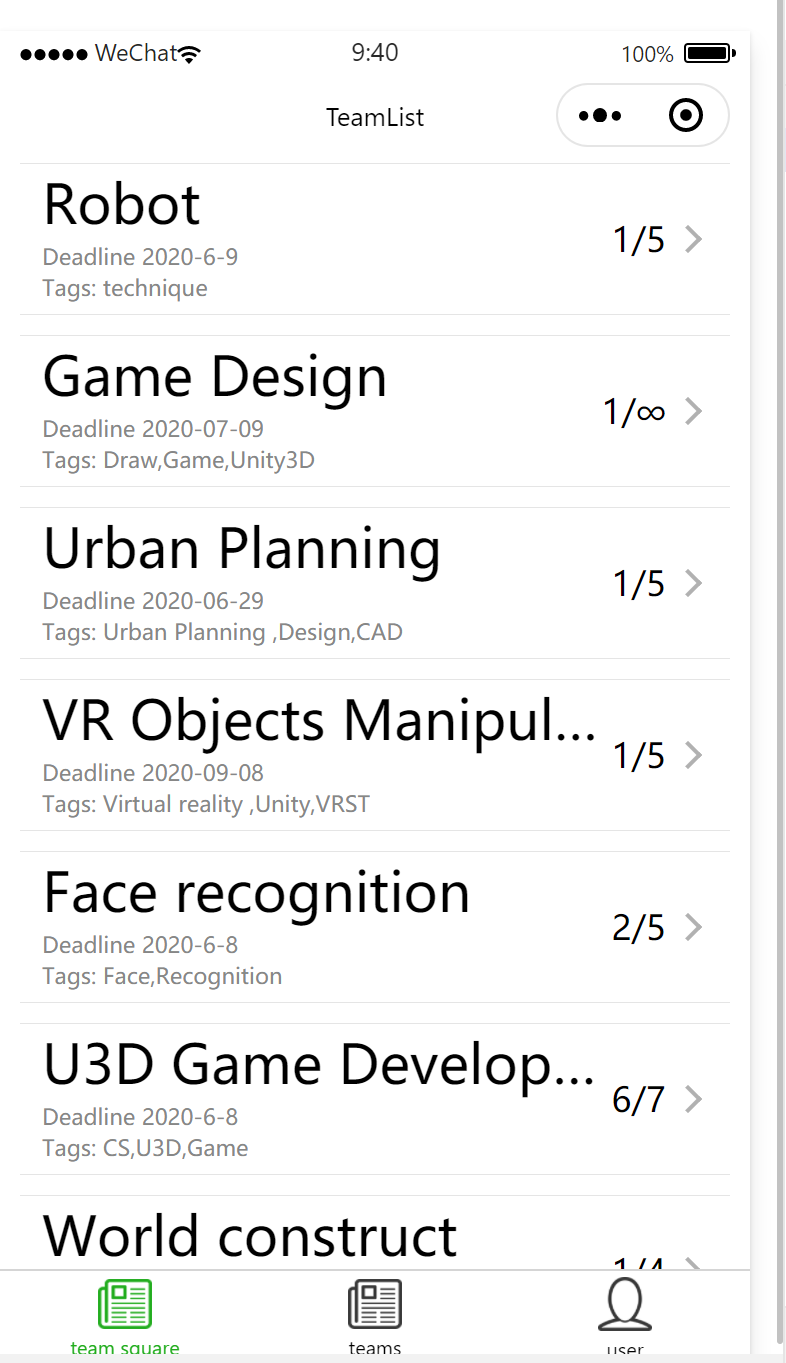 ●●●●● WeChat 9:40 100%
TeamList
Robot
Deadline 2020-6-9
Tags: technique
1/5
Game Design
Deadline 2020-07-09
Tags: Draw,Game,Unity3D
1/∞
Urban Planning
Deadline 2020-06-29
Tags: Urban Planning ,Design,CAD
1/5
VR Objects Manipul...
Deadline 2020-09-08
Tags: Virtual reality ,Unity,VRST
1/5
Face recognition
Deadline 2020-6-8
Tags: Face,Recognition
2/5
U3D Game Develop...
Deadline 2020-6-8
Tags: CS,U3D,Game
6/7
World construct
1/4
team square teams user